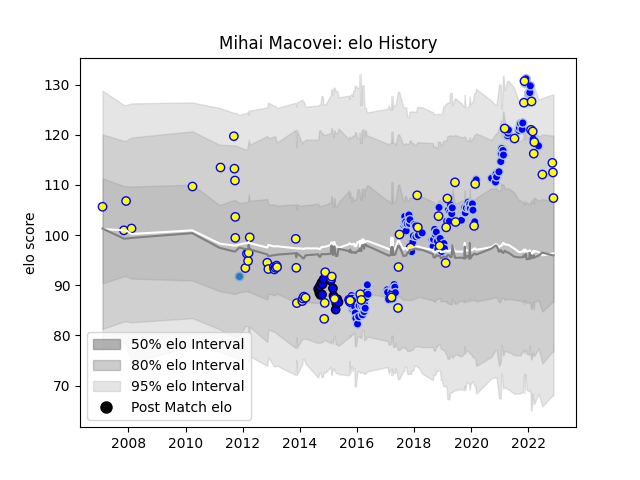 Mihai Macovei: elo History
elo score
130
120
110
100
90
80
70
50% elo Interval
80% elo Interval
95% elo Interval
Post Match elo
2008 2010 2012 2014 2016 2018 2020 2022